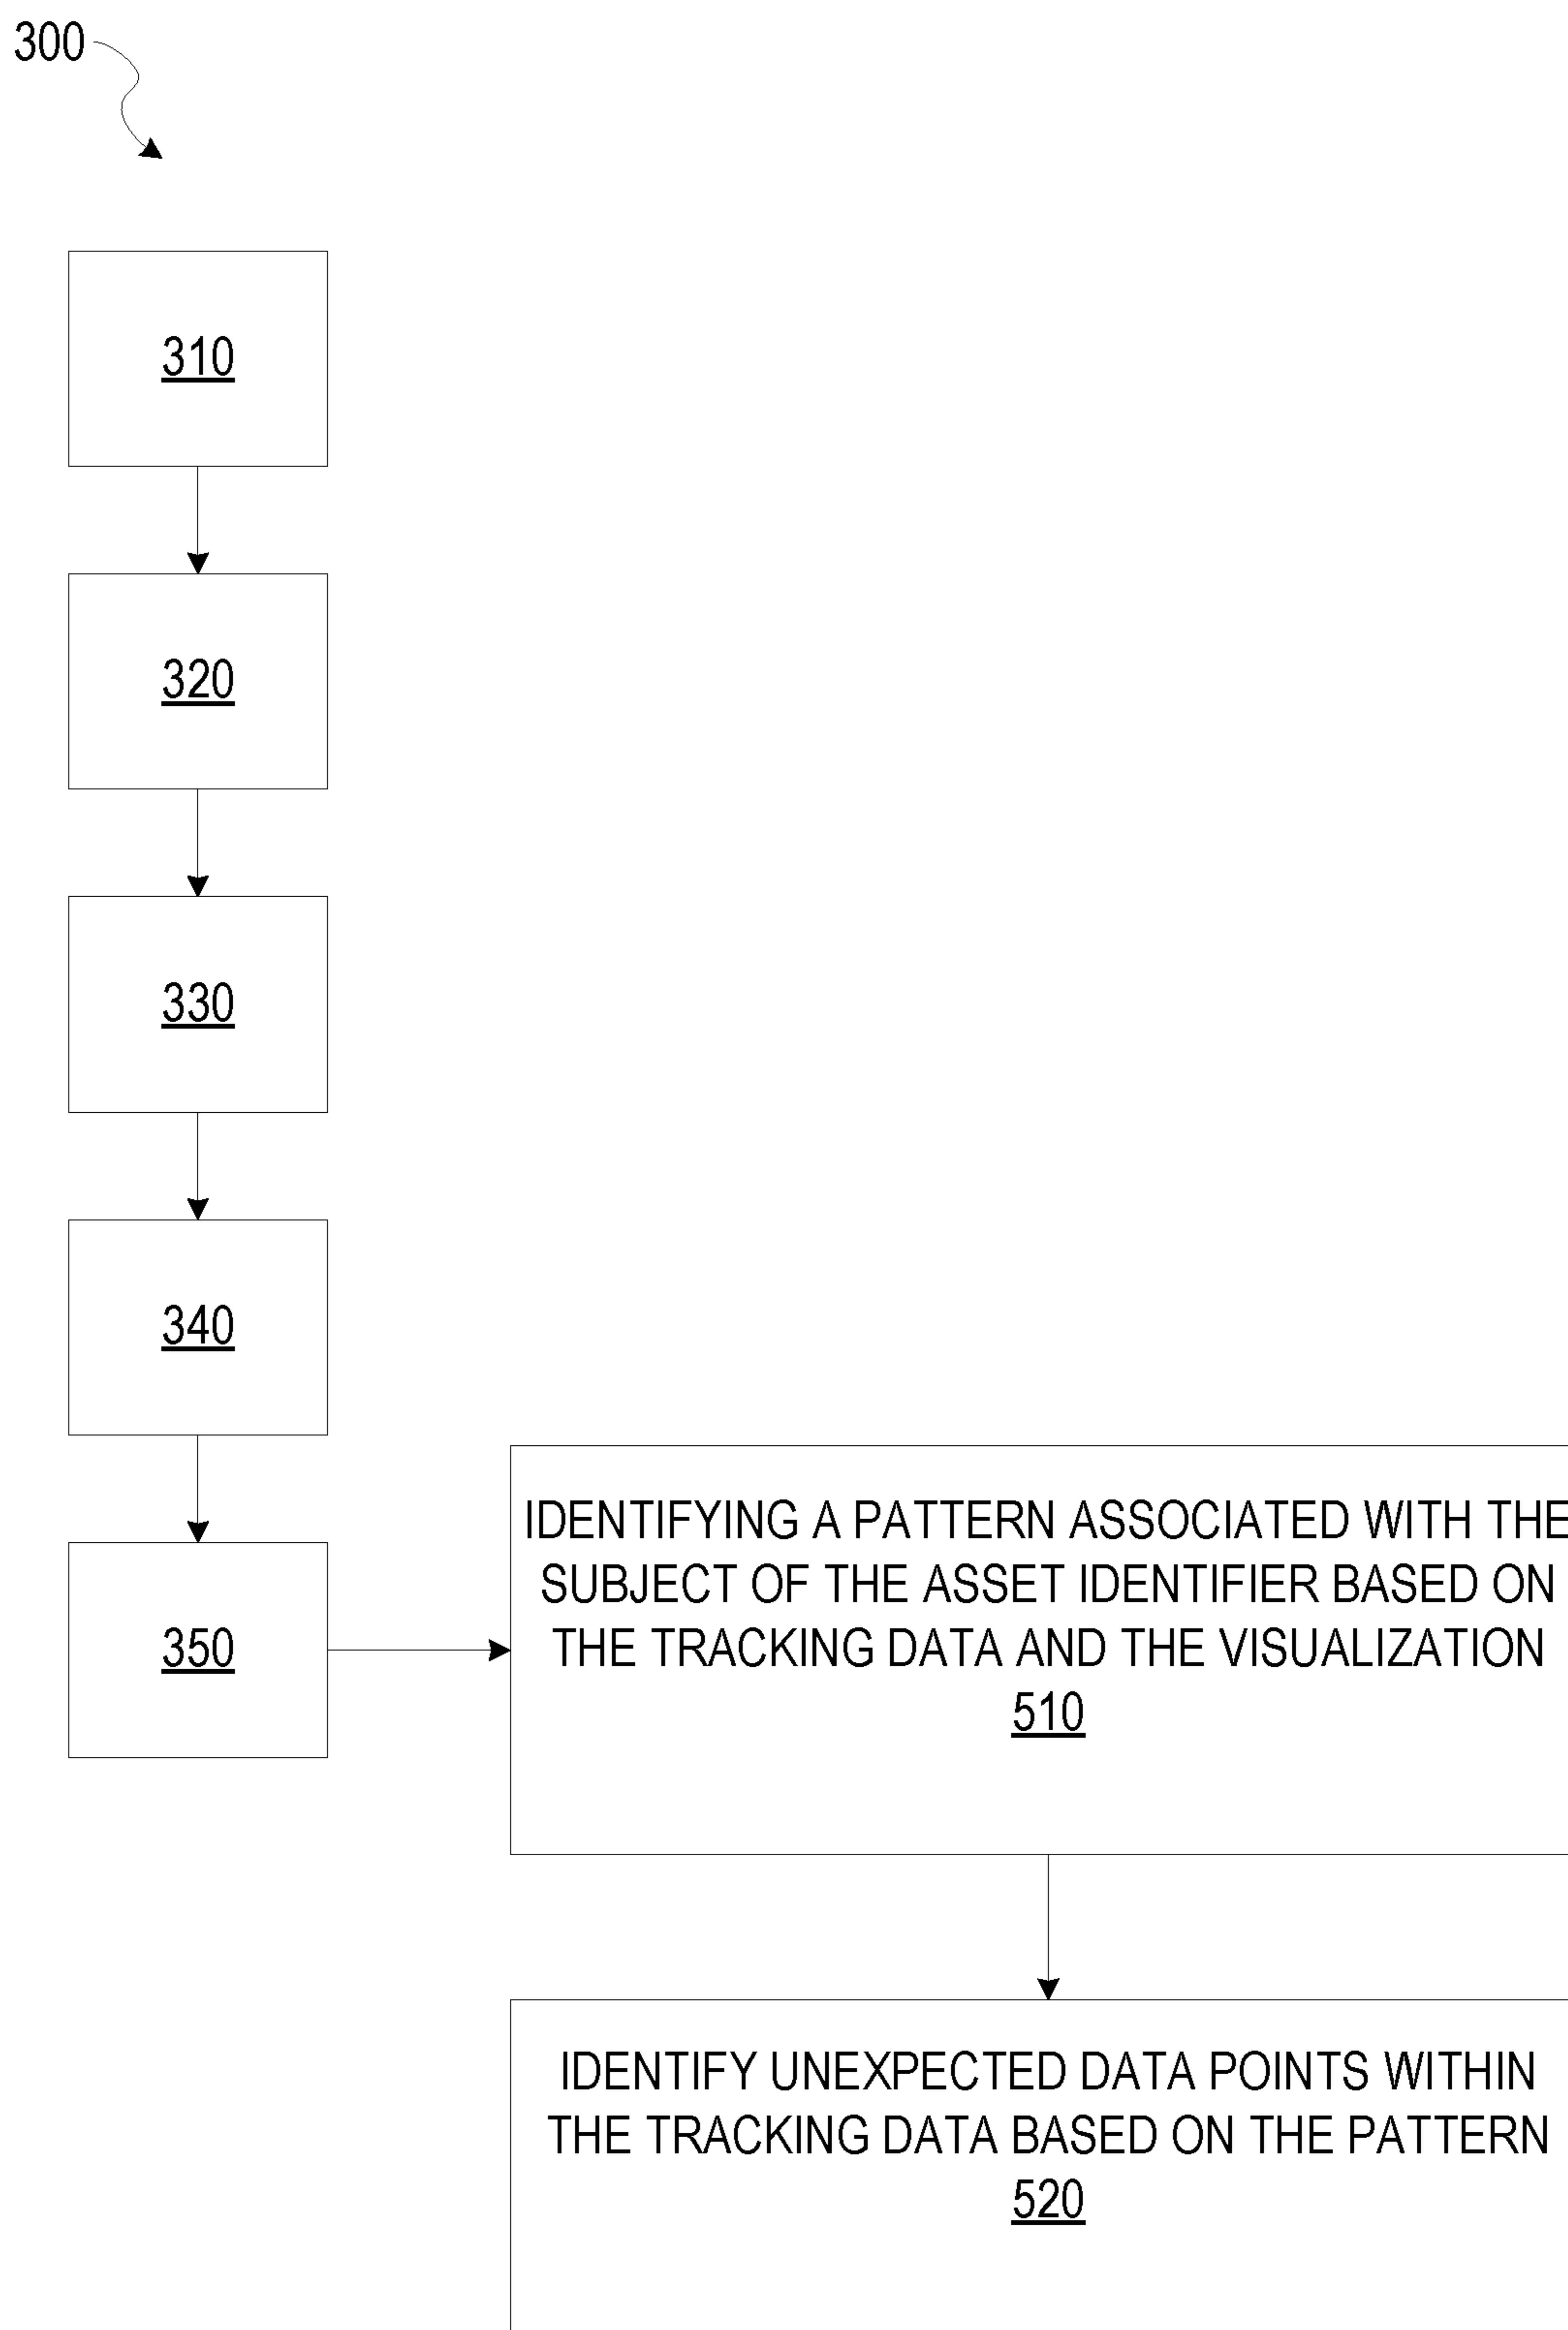 300
310
320
330
340
350
IDENTIFYING A PATTERN ASSOCIATED WITH THE
SUBJECT OF THE ASSET IDENTIFIER BASED ON
THE TRACKING DATA AND THE VISUALIZATION
510
IDENTIFY UNEXPECTED DATA POINTS WITHIN
THE TRACKING DATA BASED ON THE PATTERN
520